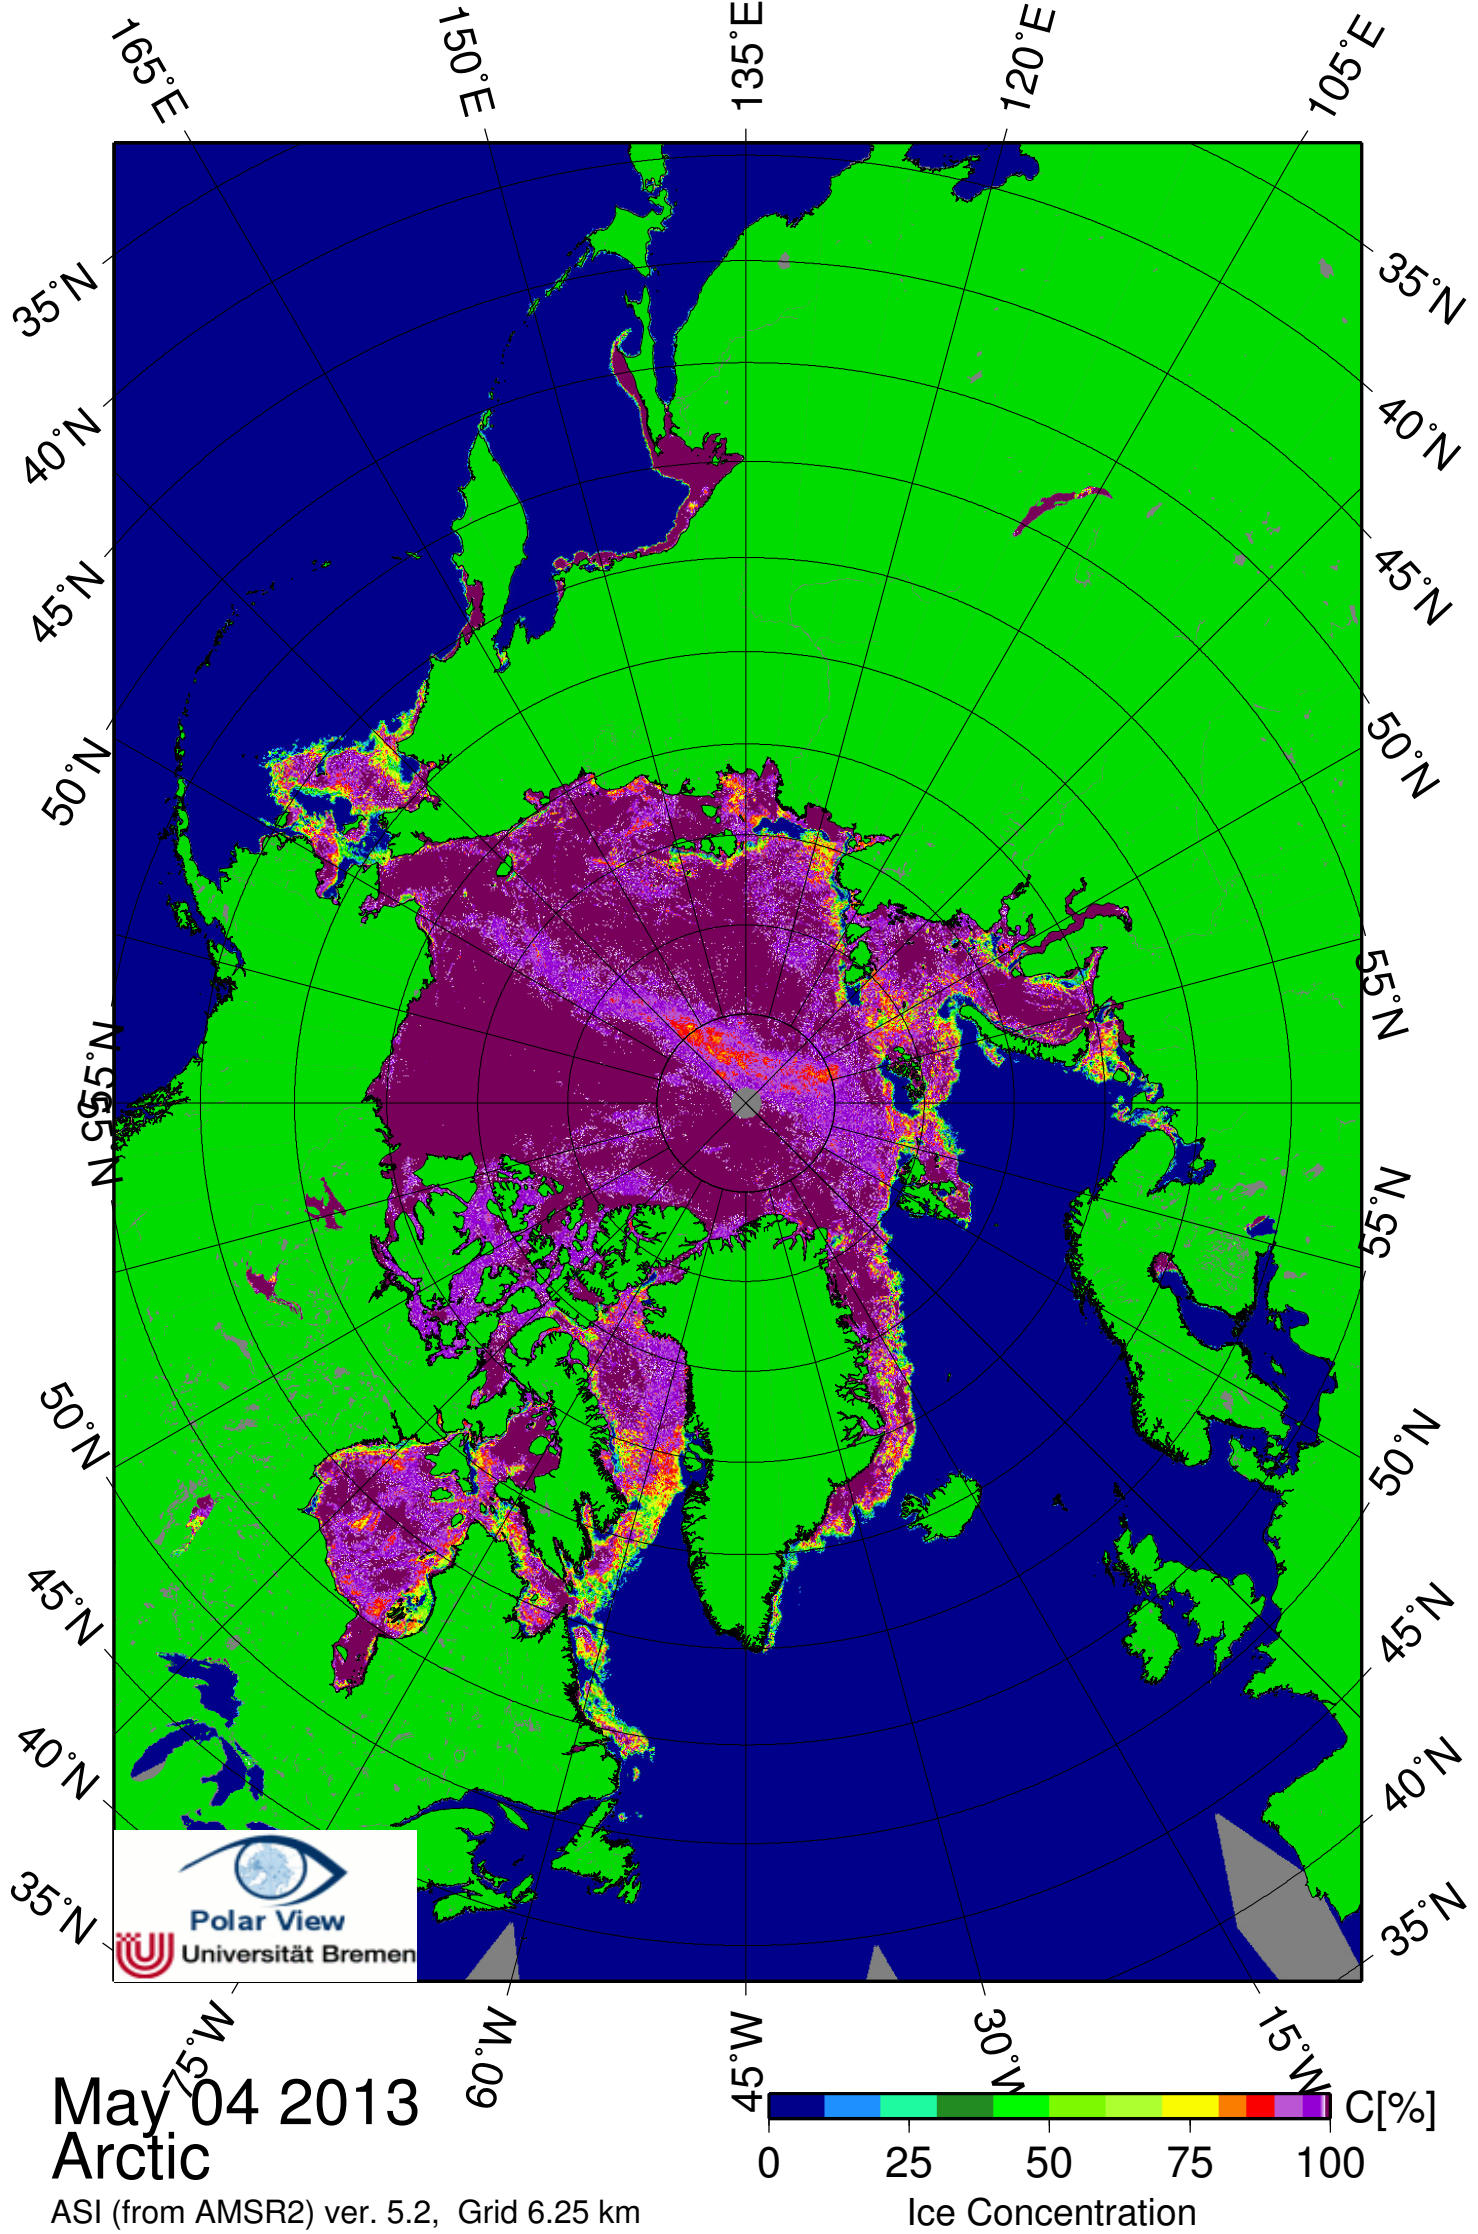 165°E 150°E 135°E 120°E 105°E
35°N 35°N
40°N 40°N
45°N 45°N
50°N 50°N
55°N 55°N
55°N 55°N
50°N 50°N
45°N 45°N
40°N 40°N
35°N 35°N
Polar View
Universität Bremen
75°W 60°W 45°W 30°W 15°W
May 04 2013
Arctic
ASI (from AMSR2) ver. 5.2, Grid 6.25 km
C[%]
0 25 50 75 100
Ice Concentration